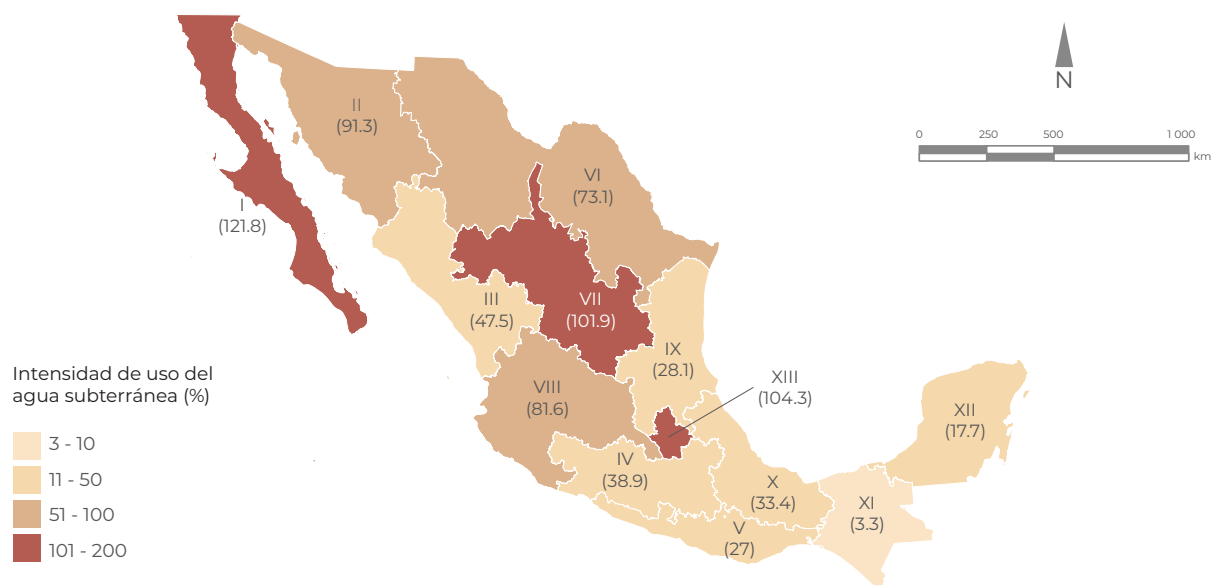 N
0 250 500 1 000
km
II
(91.3)
VI
(73.1)
I
(121.8)
III
(47.5)
VII
(101.9)
IX
(28.1)
XIII
(104.3)
VIII
(81.6)
XII
(17.7)
IV
(38.9)
X
(33.4)
XI
(3.3)
V
(27)
Intensidad de uso del
agua subterránea (%)
3 - 10
11 - 50
51 - 100
101 - 200